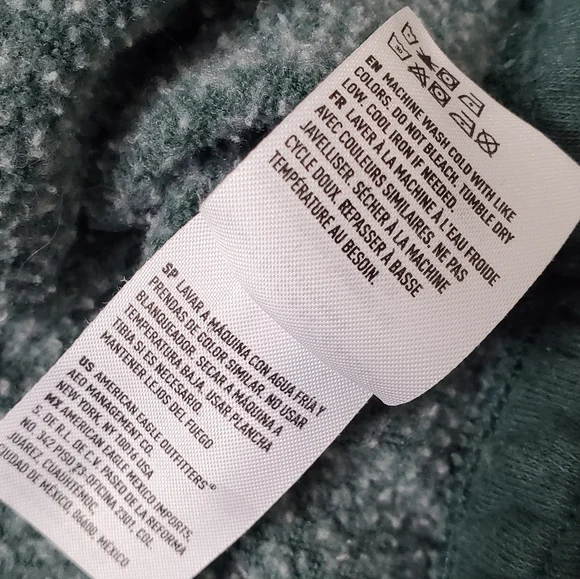 EN MACHINE WASH COLD WITH LIKE
COLORS. DO NOT BLEACH. TUMBLE DRY
LOW. COOL IRON IF NEEDED.
FR LAVER À LA MACHINE À L'EAU FROIDE
AVEC COULEURS SIMILAIRES. NE PAS
JAVELLISER. SÉCHER À LA MACHINE
CYCLE DOUX. REPASSER À BASSE
TEMPÉRATURE AU BESOIN.
SP LAVAR A MÁQUINA CON AGUA FRÍA Y
PRENDAS DE COLOR SIMILAR. NO USAR
BLANQUEADOR. SECAR A MÁQUINA A
TEMPERATURA BAJA. USAR PLANCHA
TIBIA SI ES NECESARIO.
MANTENER LEJOS DEL FUEGO
US AMERICAN EAGLE OUTFITTERS®
AEO MANAGEMENT CO.
NEW YORK, NY 10016 USA
MX AMERICAN EAGLE MEXICO IMPORTS,
S. DE R.L. DE C.V. PASEO DE LA REFORMA
NO. 342 PISO 23 OFICINA 2301, COL.
JUÁREZ, CUAUHTEMOC,
CIUDAD DE MEXICO,
06600, MEXICO